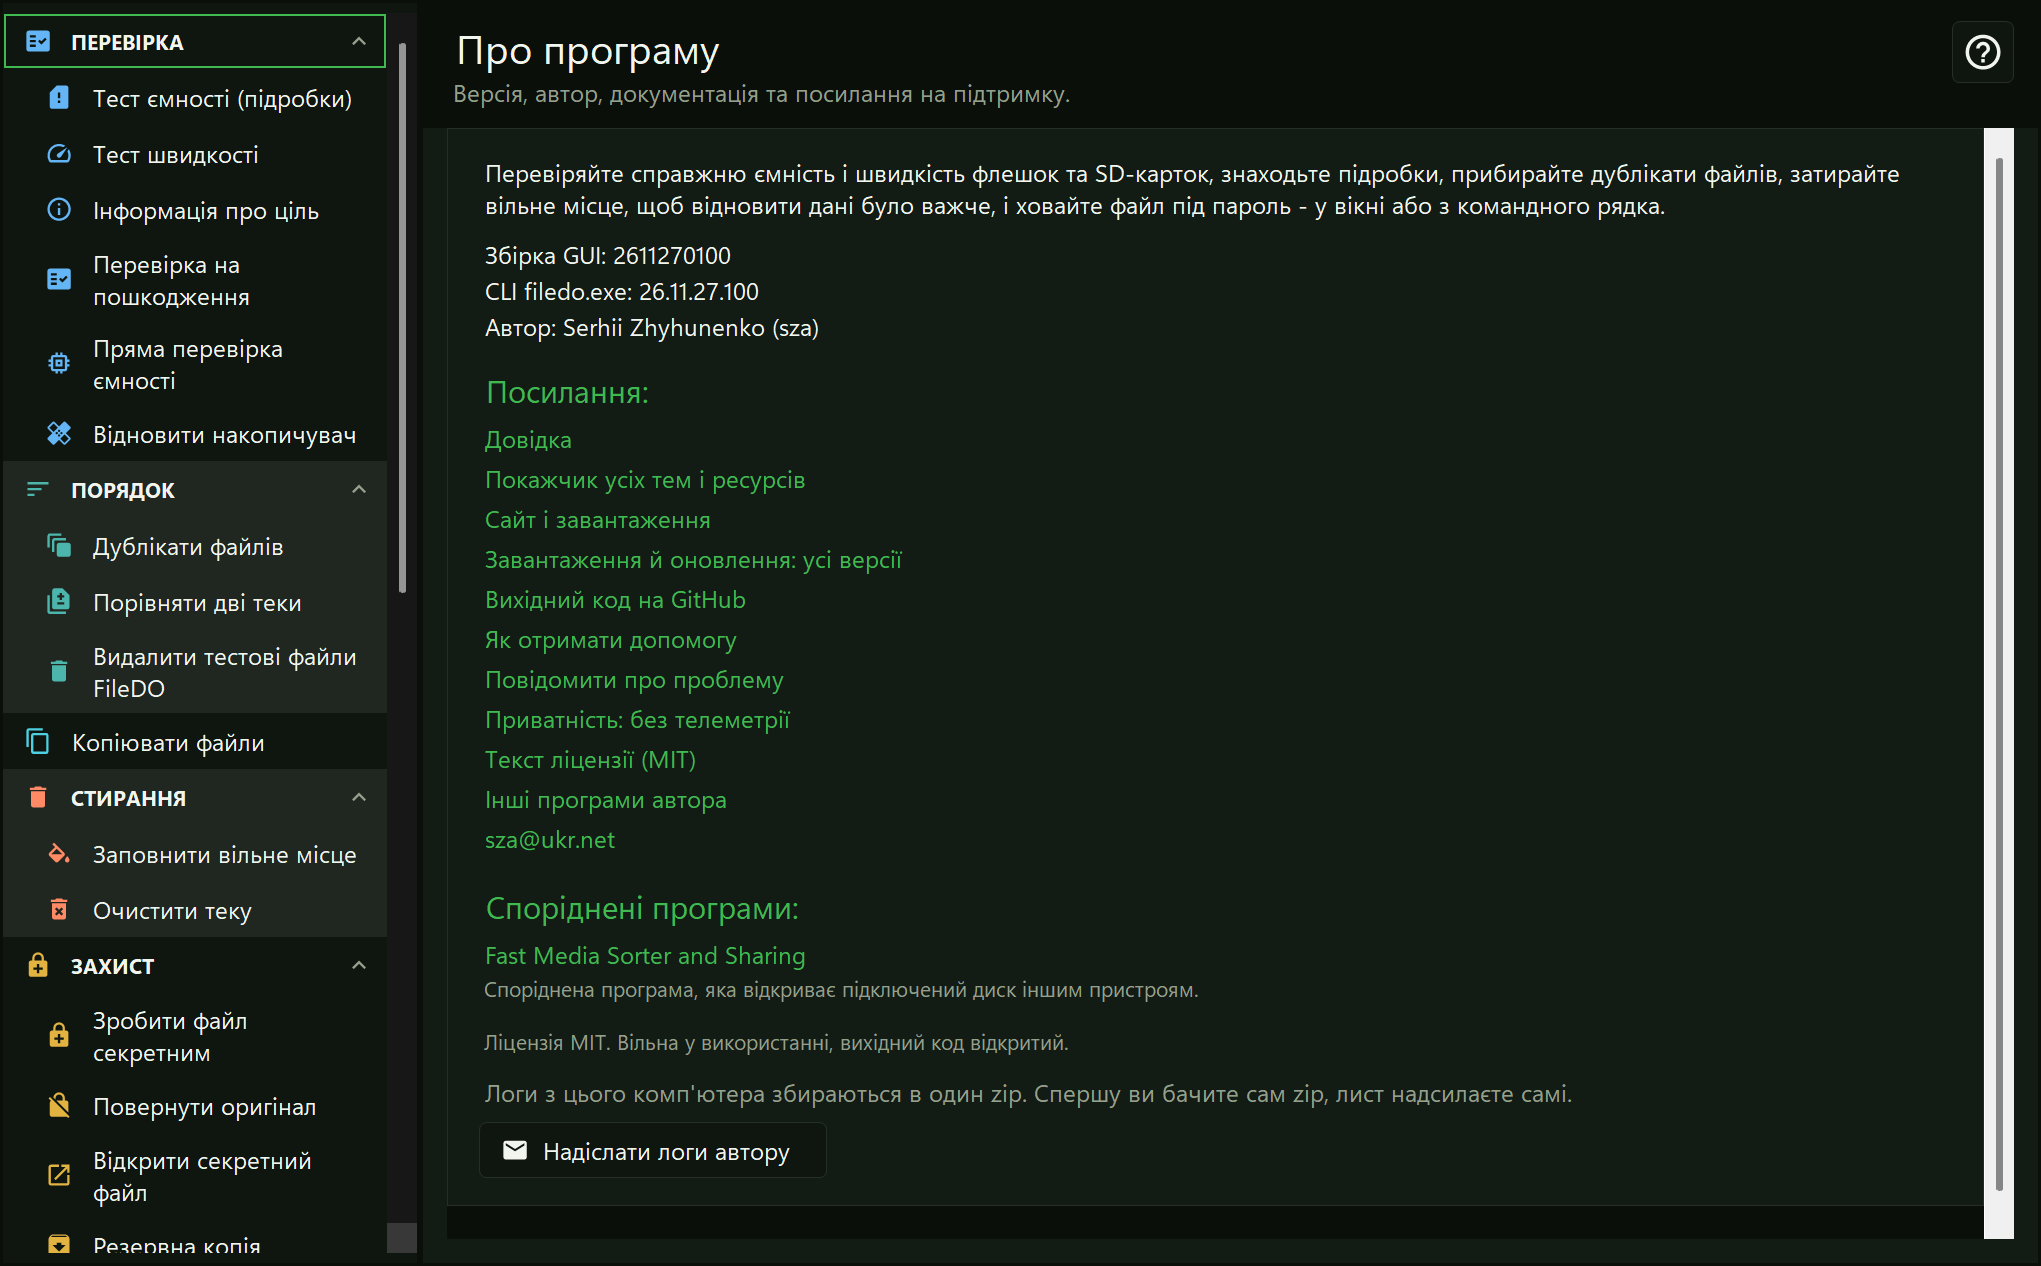 ПЕРЕВІРКА
Тест ємності (підробки)
Тест швидкості
Інформація про ціль
Перевірка на
пошкодження
Пряма перевірка
ємності
Відновити накопичувач
ПОРЯДОК
Дублікати файлів
Порівняти дві теки
Видалити тестові файли
FileDO
Копіювати файли
СТИРАННЯ
Заповнити вільне місце
Очистити теку
ЗАХИСТ
Зробити файл
секретним
Повернути оригінал
Відкрити секретний
файл
Резервна копія
Про програму
Версія, автор, документація та посилання на підтримку.
Перевіряйте справжню ємність і швидкість флешок та SD-карток, знаходьте підробки, прибирайте дублікати файлів, затирайте
вільне місце, щоб відновити дані було важче, і ховайте файл під пароль - у вікні або з командного рядка.
Збірка GUI: 2611270100
CLI filedo.exe: 26.11.27.100
Автор: Serhii Zhyhunenko (sza)
Посилання:
Довідка
Покажчик усіх тем і ресурсів
Сайт і завантаження
Завантаження й оновлення: усі версії
Вихідний код на GitHub
Як отримати допомогу
Повідомити про проблему
Приватність: без телеметрії
Текст ліцензії (MIT)
Інші програми автора
sza@ukr.net
Споріднені програми:
Fast Media Sorter and Sharing
Споріднена програма, яка відкриває підключений диск іншим пристроям.
Ліцензія MIT. Вільна у використанні, вихідний код відкритий.
Логи з цього комп'ютера збираються в один zip. Спершу ви бачите сам zip, лист надсилаєте самі.
Надіслати логи автору